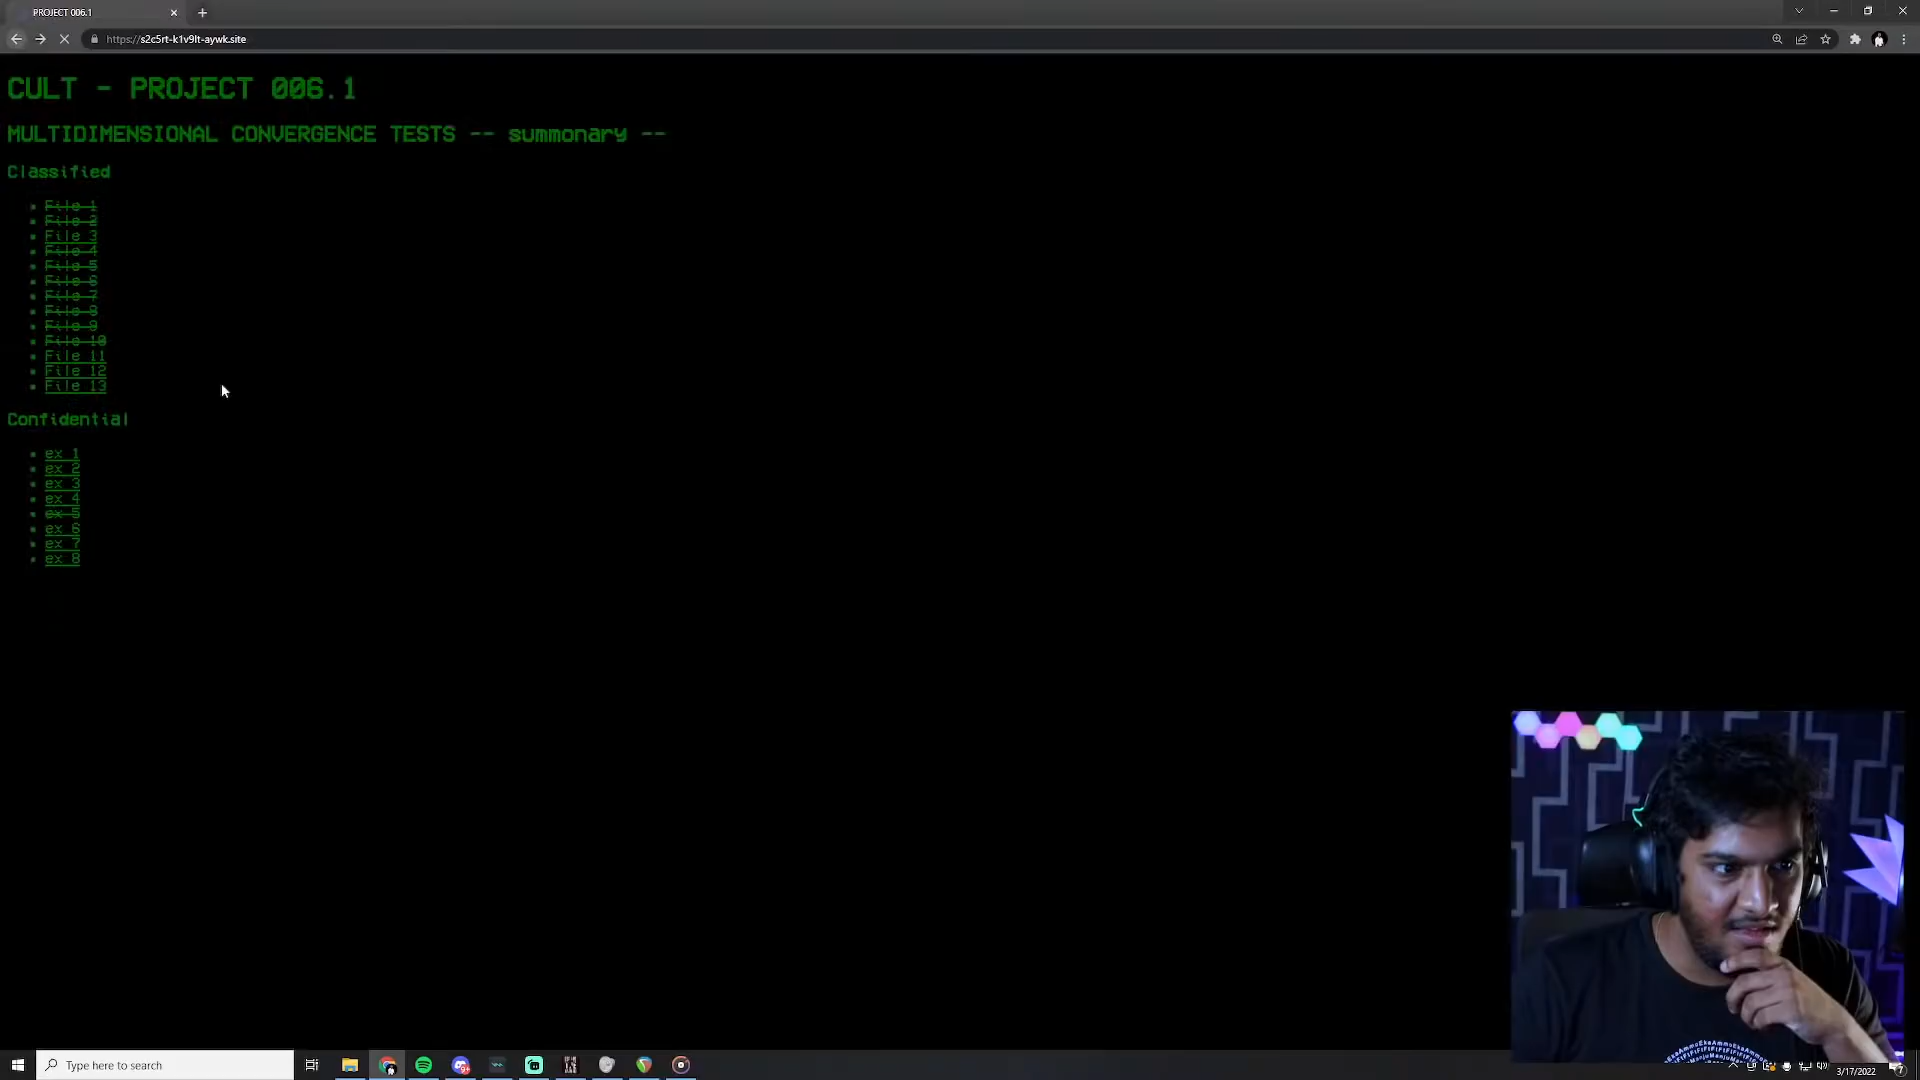 PROJECT 006.1
https://s2c5rt-k1v9lt-aywk.site
CULT - PROJECT 006.1
MULTIDIMENSIONAL CONVERGENCE TESTS -- summonary --
Classified
File 1
File 2
File 3
File 4
File 5
File 6
File 7
File 8
File 9
File 10
File 11
File 12
File 13
Confidential
ex 1
ex 2
ex 3
ex 4
ex 5
ex 6
ex 7
ex 8
Type here to search
3/17/2022